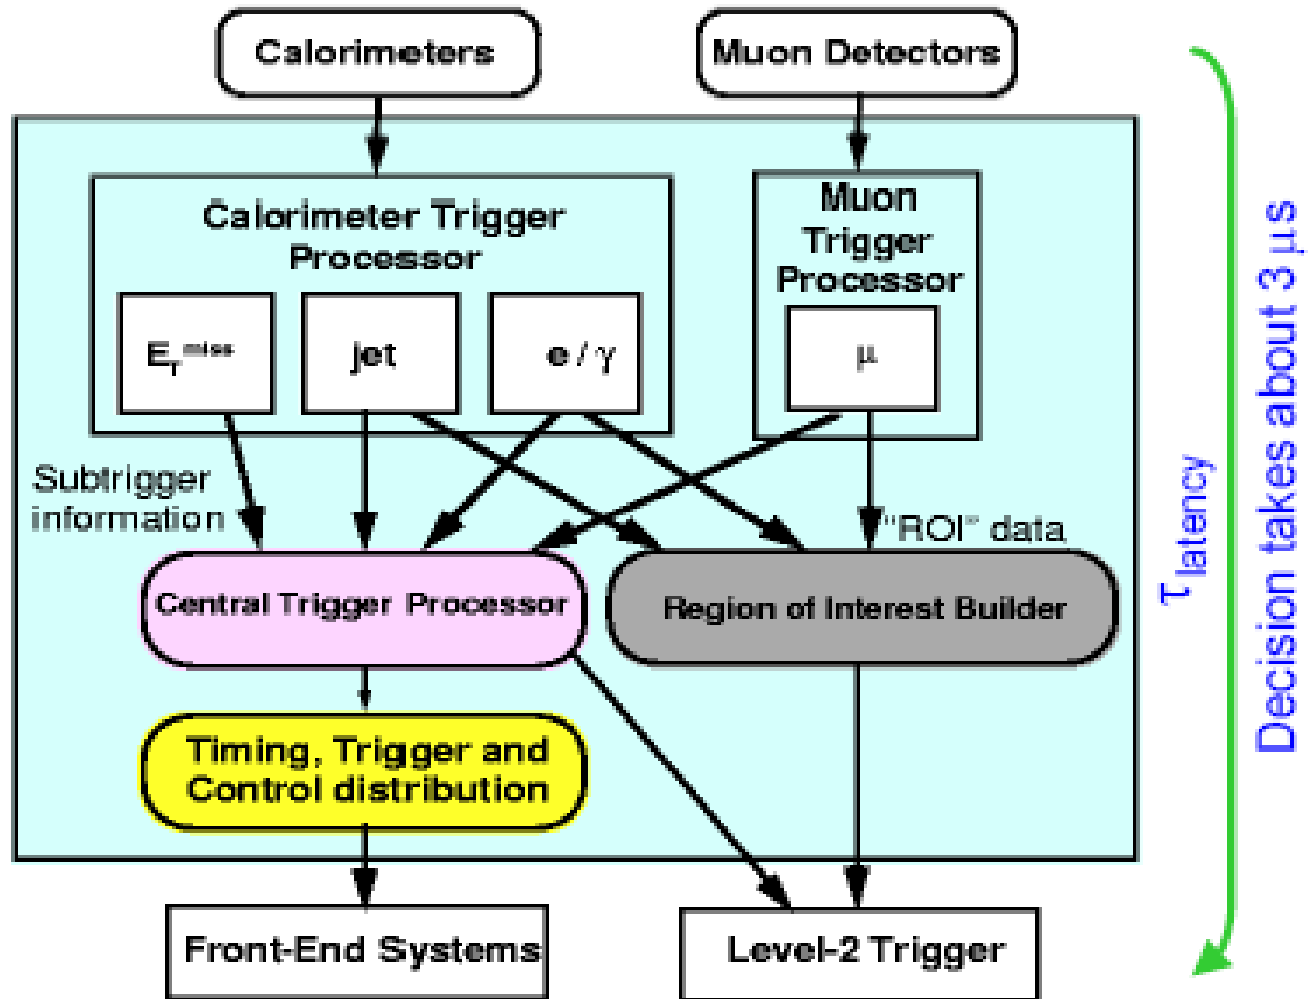 Calorimeters
Muon Detectors
Calorimeter Trigger
Processor
Muon
Trigger
Processor
E_T^miss
jet
e / γ
μ
Subtrigger
information
"ROI" data
Central Trigger Processor
Region of Interest Builder
Timing, Trigger and
Control distribution
Front-End Systems
Level-2 Trigger
τ latency
Decision takes about 3 μs